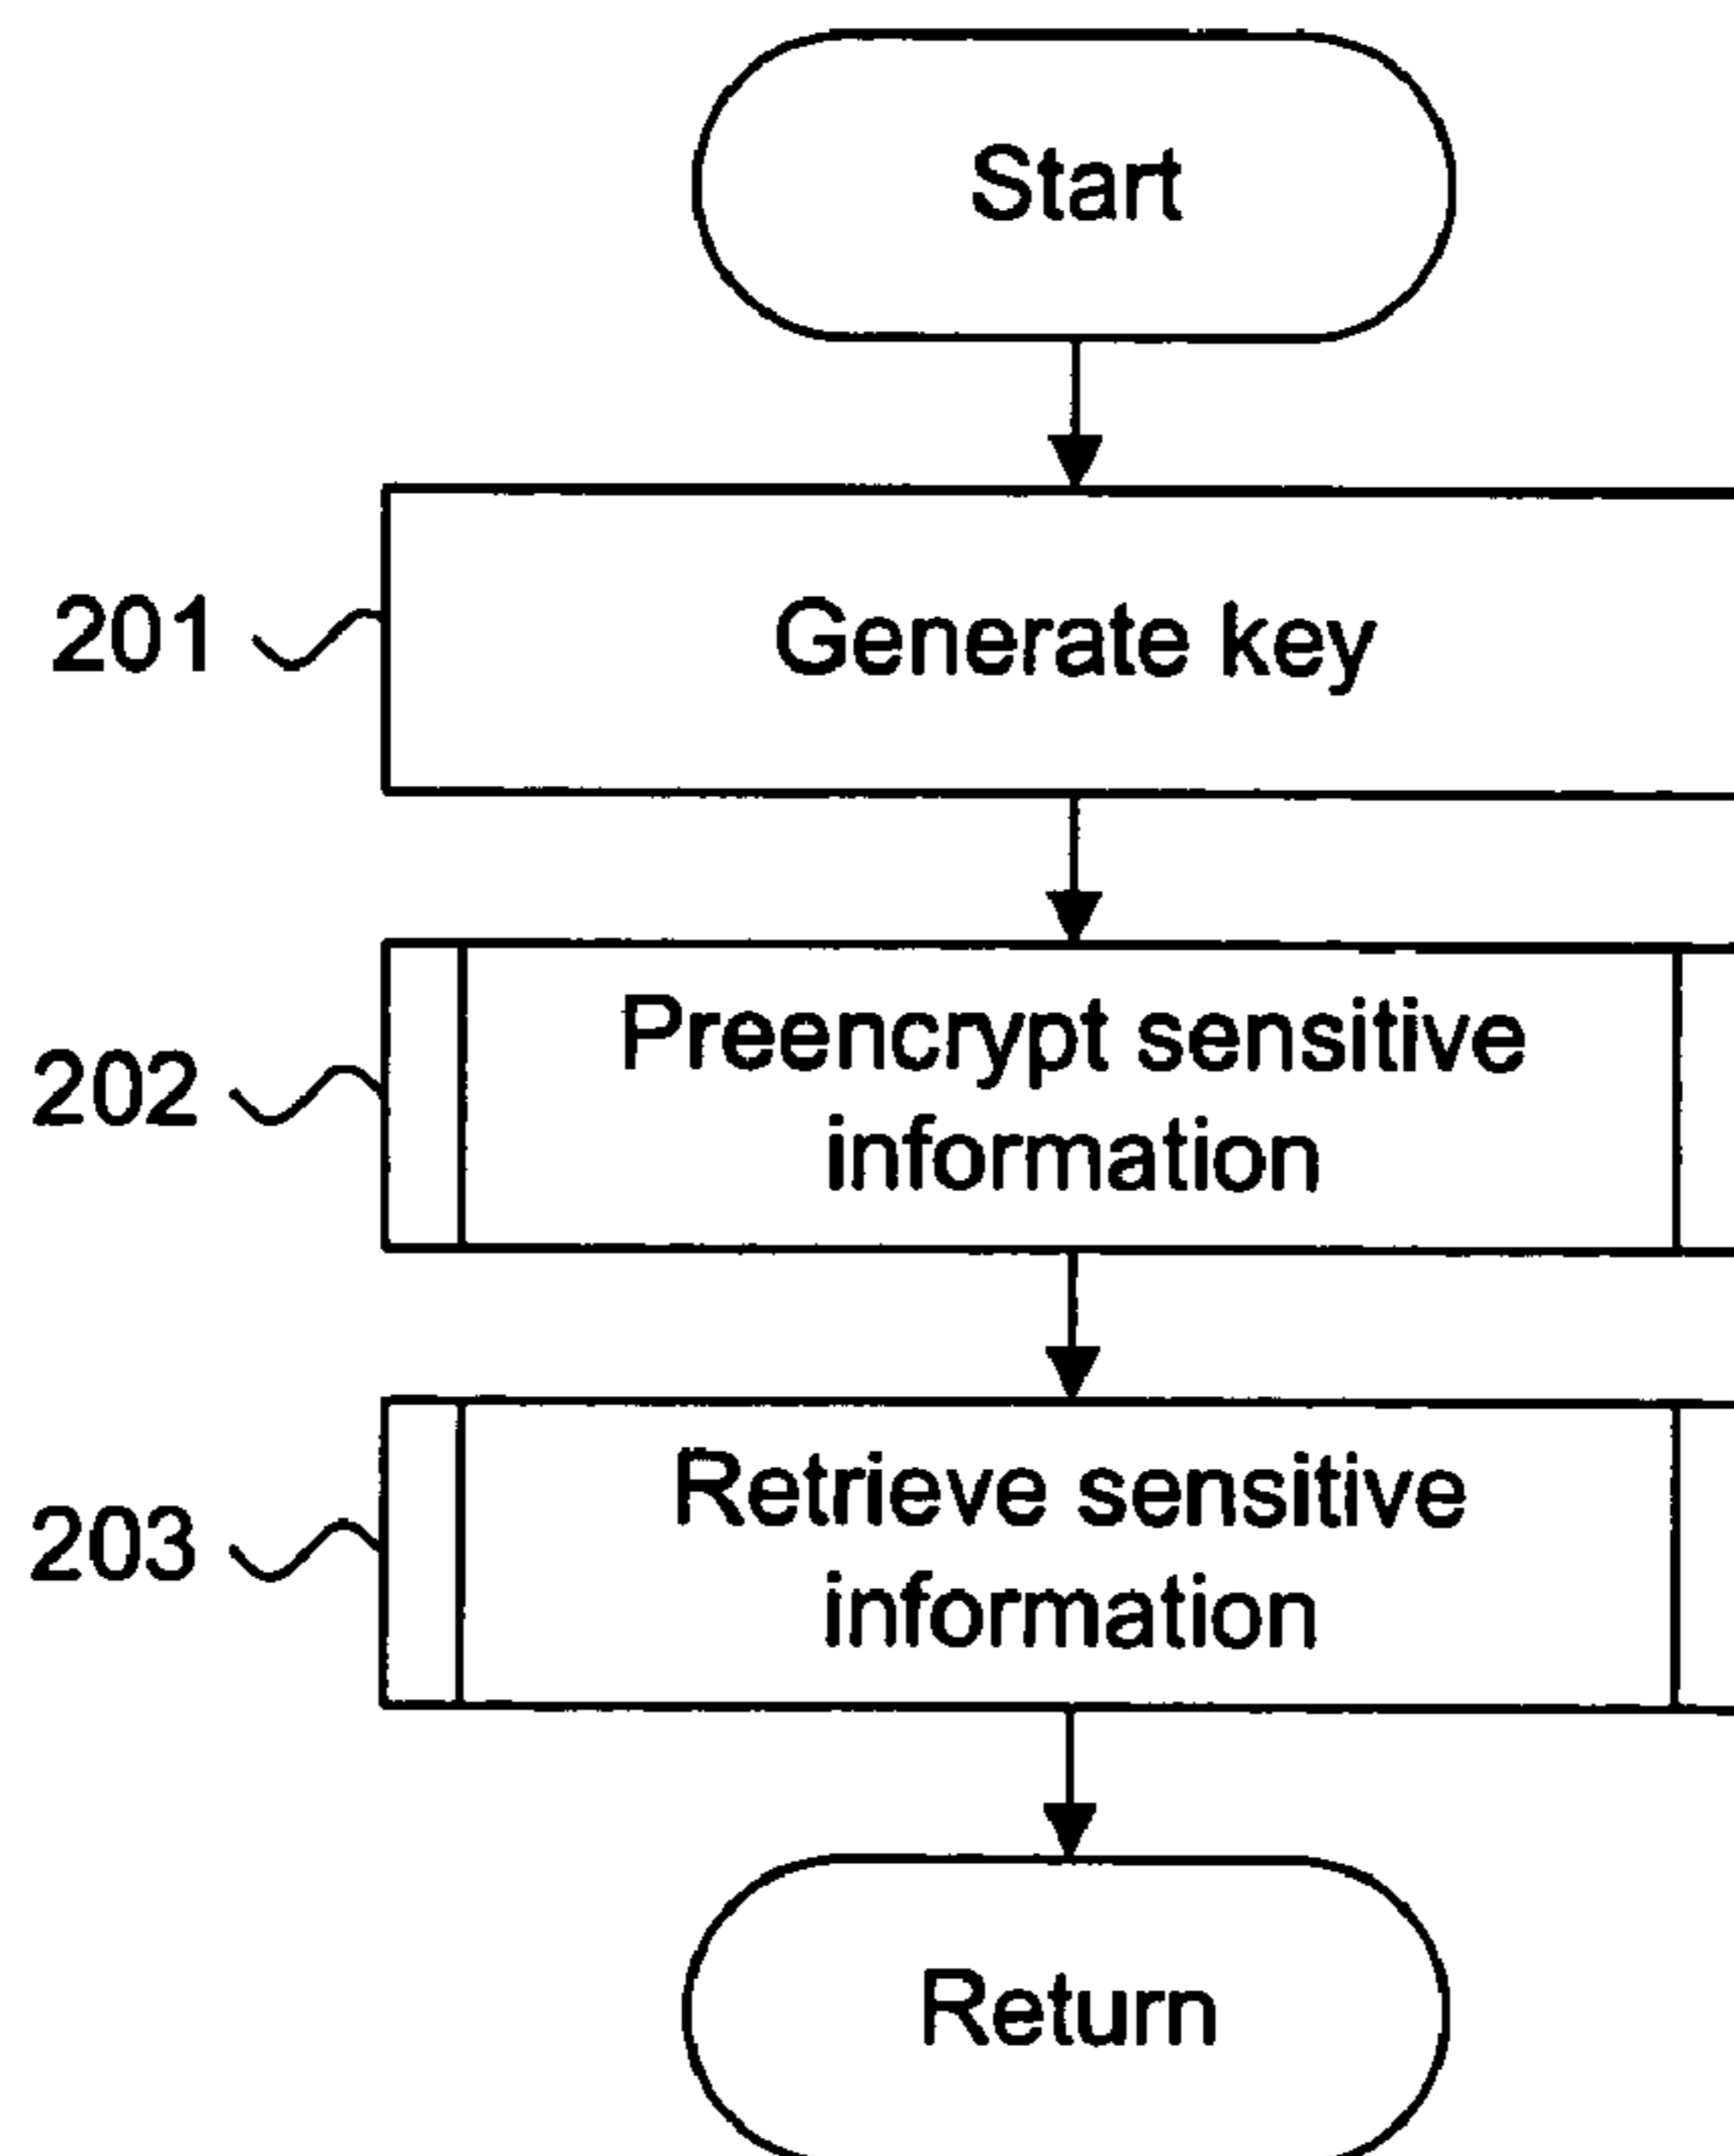 Start
201
Generate key
202
Preencrypt sensitive
information
203
Retrieve sensitive
information
Return